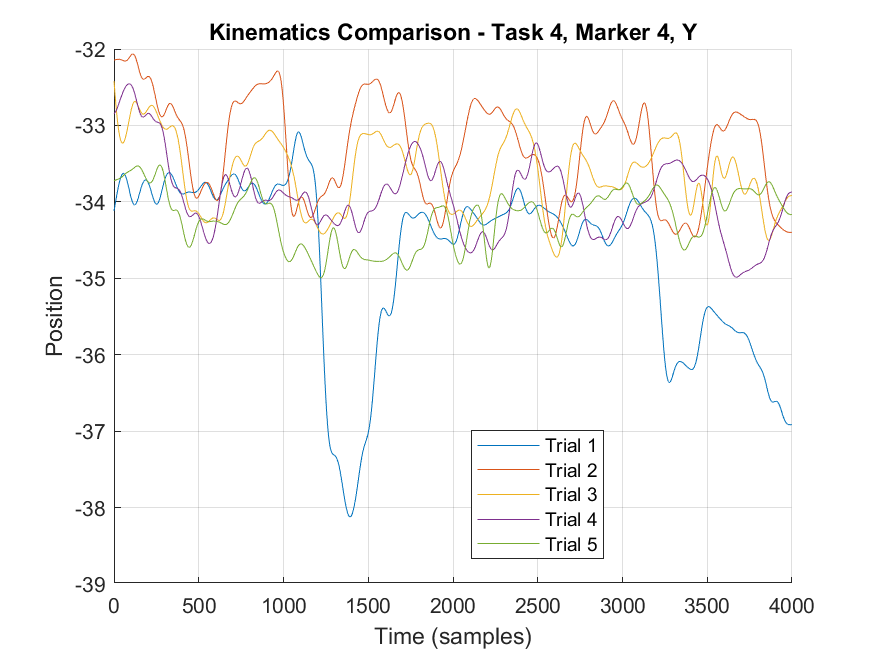 Kinematics Comparison - Task 4, Marker 4, Y
-32
-33
-34
-35
-36
-37
-38
-39
Position
0 500 1000 1500 2000 2500 3000 3500 4000
Time (samples)
Trial 1
Trial 2
Trial 3
Trial 4
Trial 5